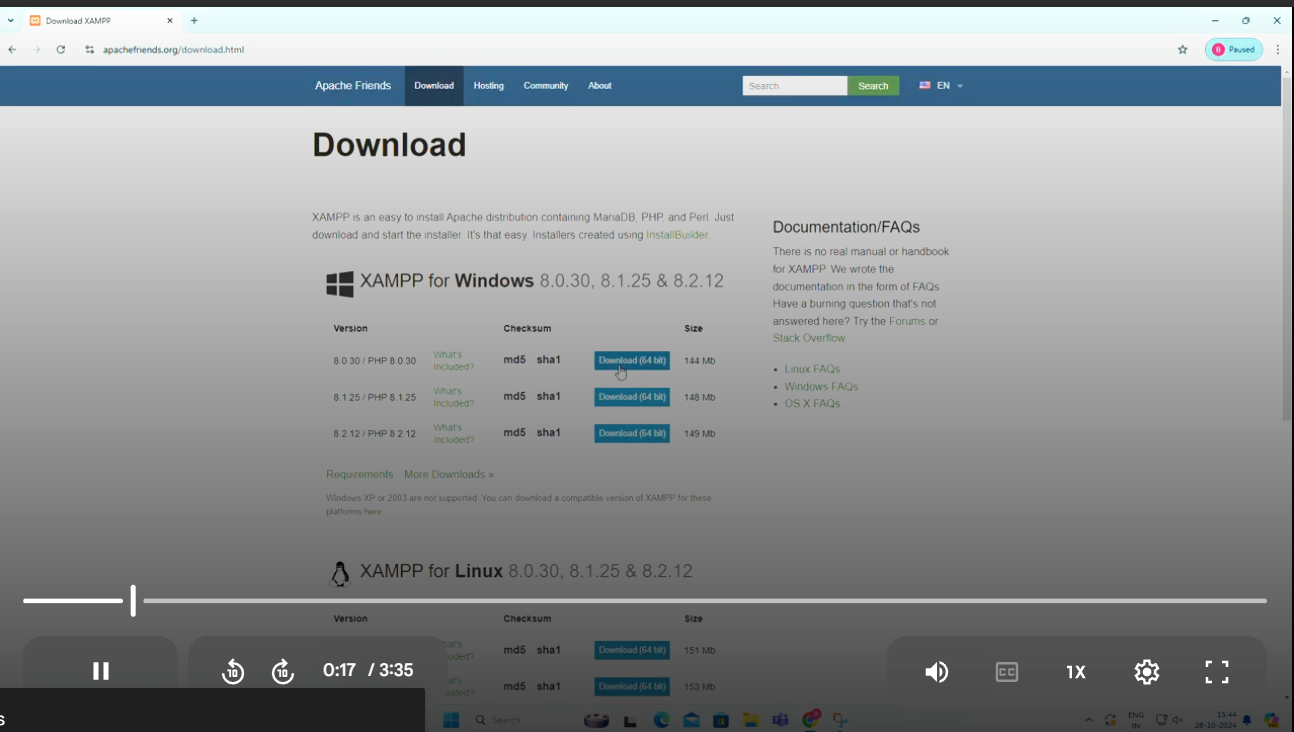 Download XAMPP
apachefriends.org/download.html
B Paused
Apache Friends Download Hosting Community About Search Search EN
Download
XAMPP is an easy to install Apache distribution containing MariaDB, PHP, and Perl. Just
download and start the installer. It's that easy. Installers created using InstallBuilder.
XAMPP for Windows 8.0.30, 8.1.25 & 8.2.12
Version Checksum Size
8.0.30 / PHP 8.0.30 What's Included? md5 sha1 Download (64 bit) 144 Mb
8.1.25 / PHP 8.1.25 What's Included? md5 sha1 Download (64 bit) 148 Mb
8.2.12 / PHP 8.2.12 What's Included? md5 sha1 Download (64 bit) 149 Mb
Requirements More Downloads »
Windows XP or 2003 are not supported. You can download a compatible version of XAMPP for these
platforms here
Documentation/FAQs
There is no real manual or handbook
for XAMPP. We wrote the
documentation in the form of FAQs.
Have a burning question that's not
answered here? Try the Forums or
Stack Overflow.
• Linux FAQs
• Windows FAQs
• OS X FAQs
XAMPP for Linux 8.0.30, 8.1.25 & 8.2.12
Version Checksum Size
md5 sha1 Download (64 bit) 151 Mb
md5 sha1 Download (64 bit) 153 Mb
10 10 0:17 / 3:35 CC 1X
s
Search
ENG
IN
15:44
28-10-2024